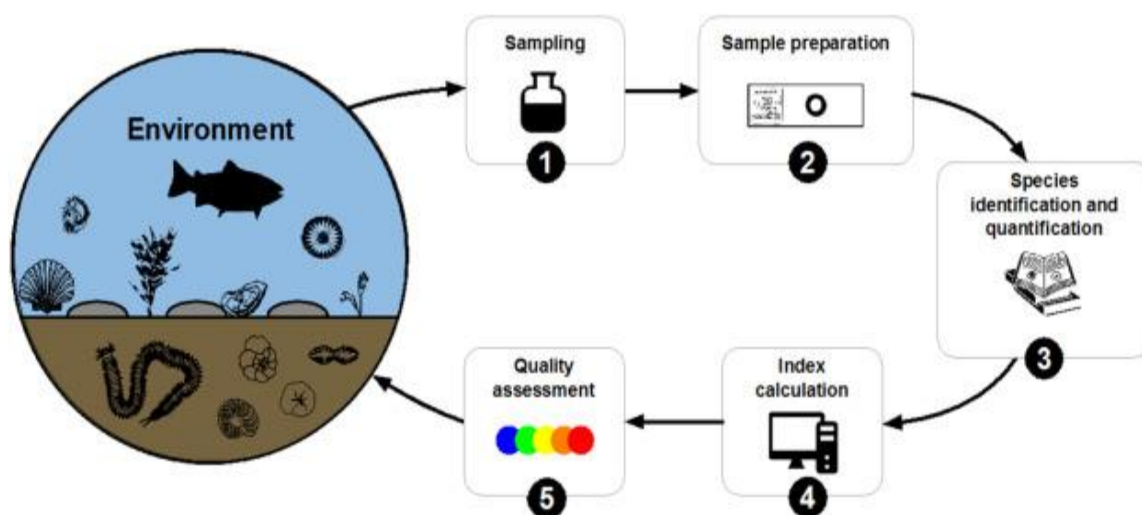 Environment
Sampling
1
Sample preparation
2
Species
identification and
quantification
3
Index
calculation
4
Quality
assessment
5